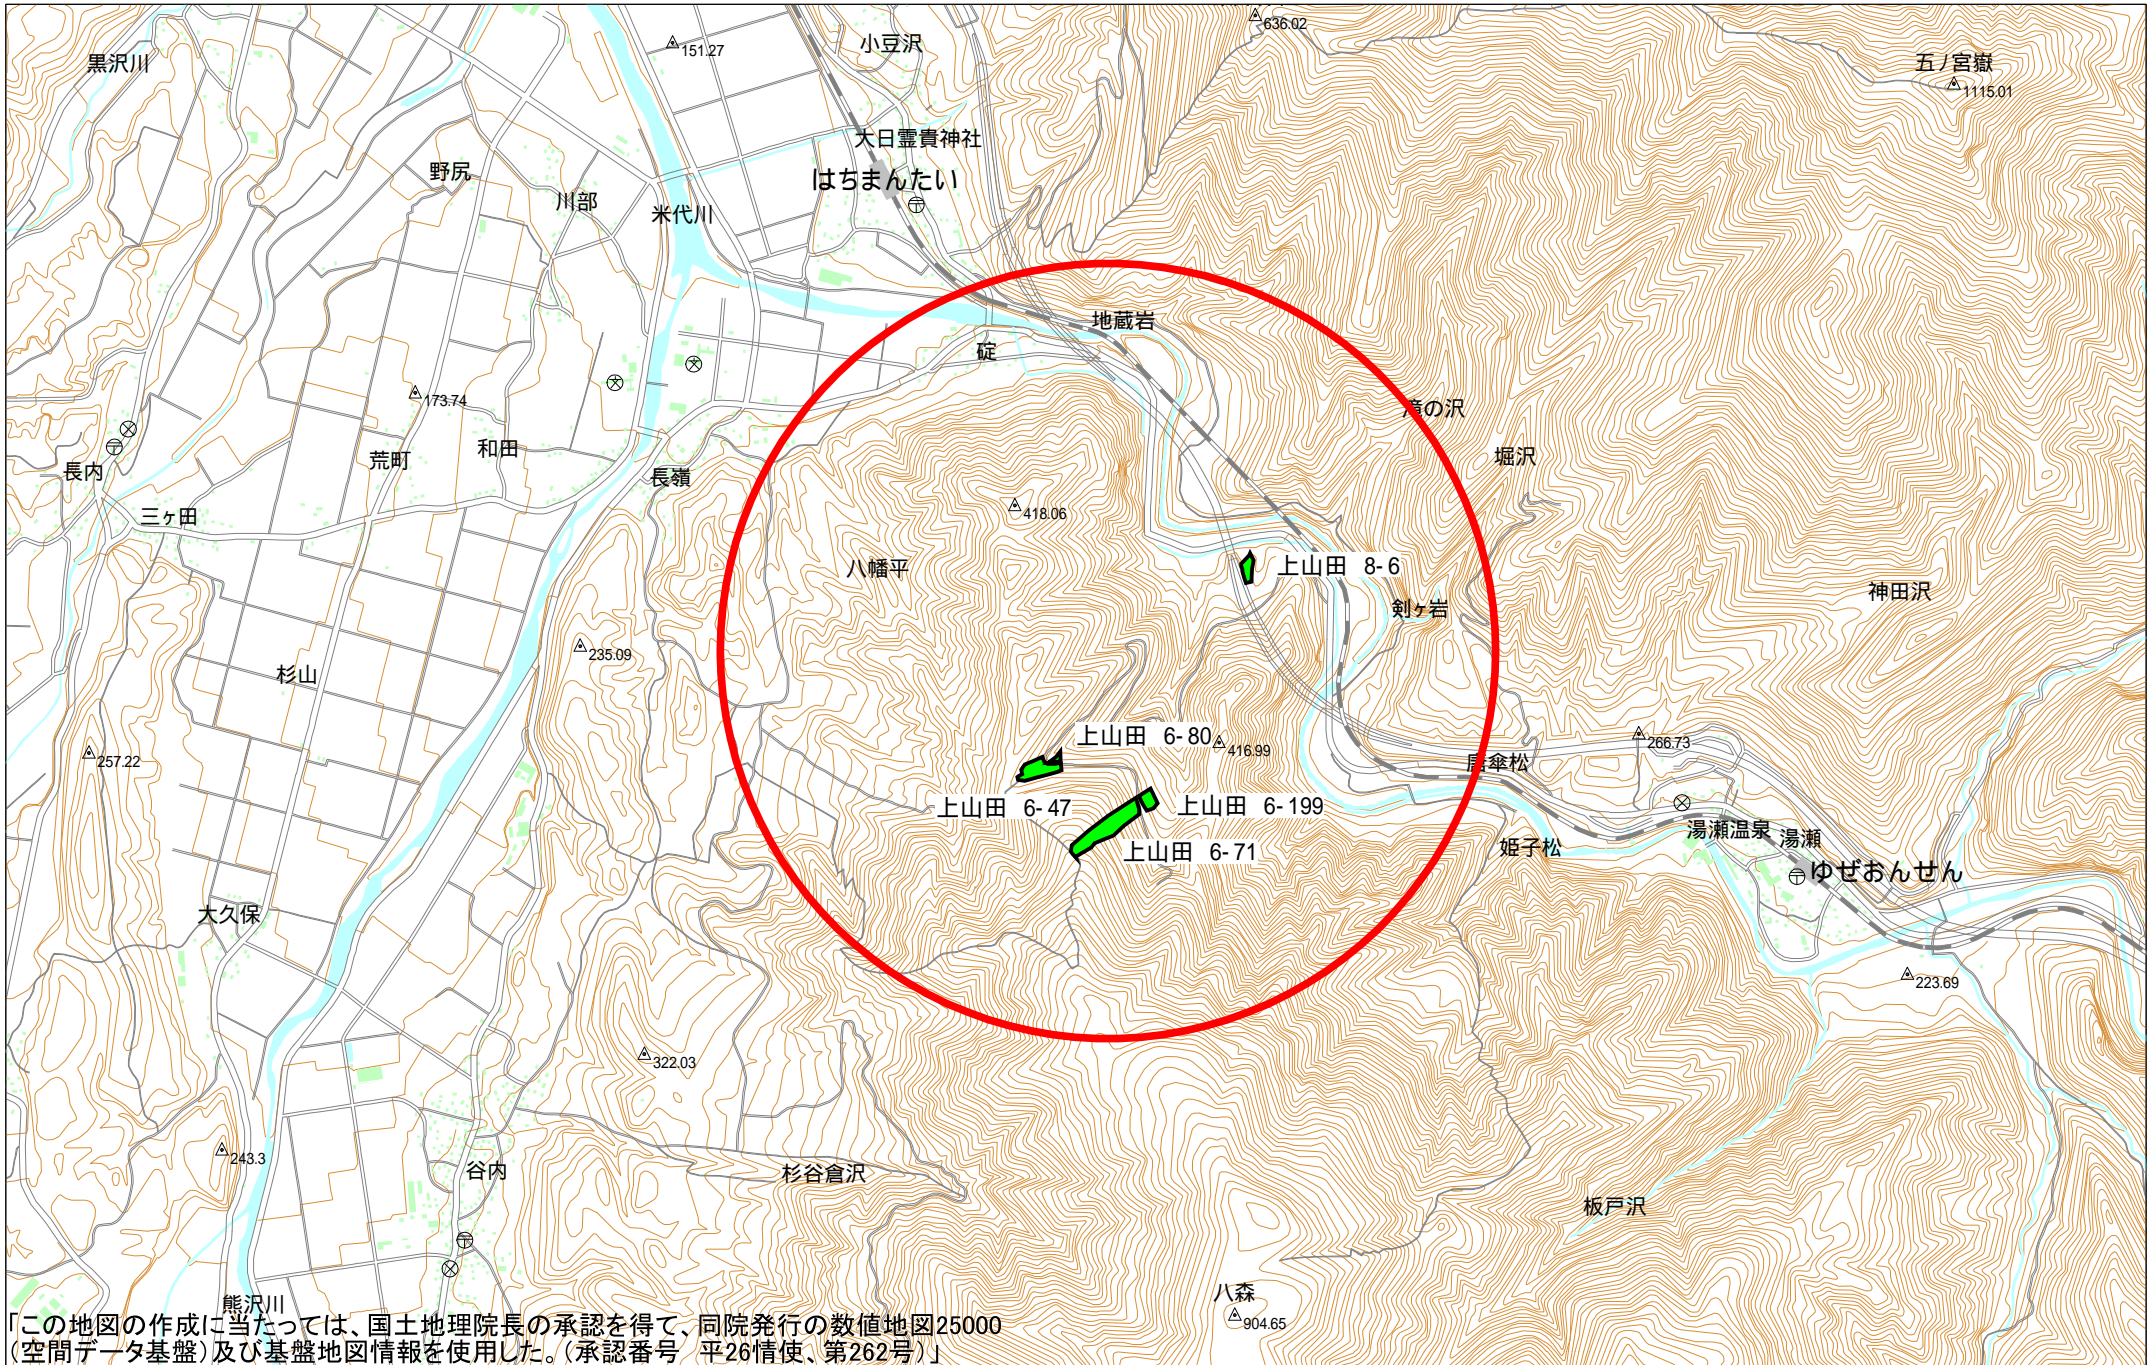 636.02
151.27
小豆沢
黒沢川
五ノ宮嶽
1115.01
大日霊貴神社
野尻
はちまんたい
川部
米代川
地蔵岩
碇
173.74
滝の沢
和田
荒町
堀沢
長内
長嶺
三ヶ田
418.06
八幡平
上山田 8-6
神田沢
剣ヶ岩
235.09
杉山
上山田 6-80
416.99
266.73
257.22
唐傘松
上山田 6-47
上山田 6-199
湯瀬温泉
湯瀬
姫子松
上山田 6-71
ゆぜおんせん
大久保
223.69
322.03
243.3
谷内
杉谷倉沢
板戸沢
八森
904.65
熊沢川
「この地図の作成に当たっては、国土地理院長の承認を得て、同院発行の数値地図25000
(空間データ基盤)及び基盤地図情報を使用した。(承認番号 平26情使、第262号)」